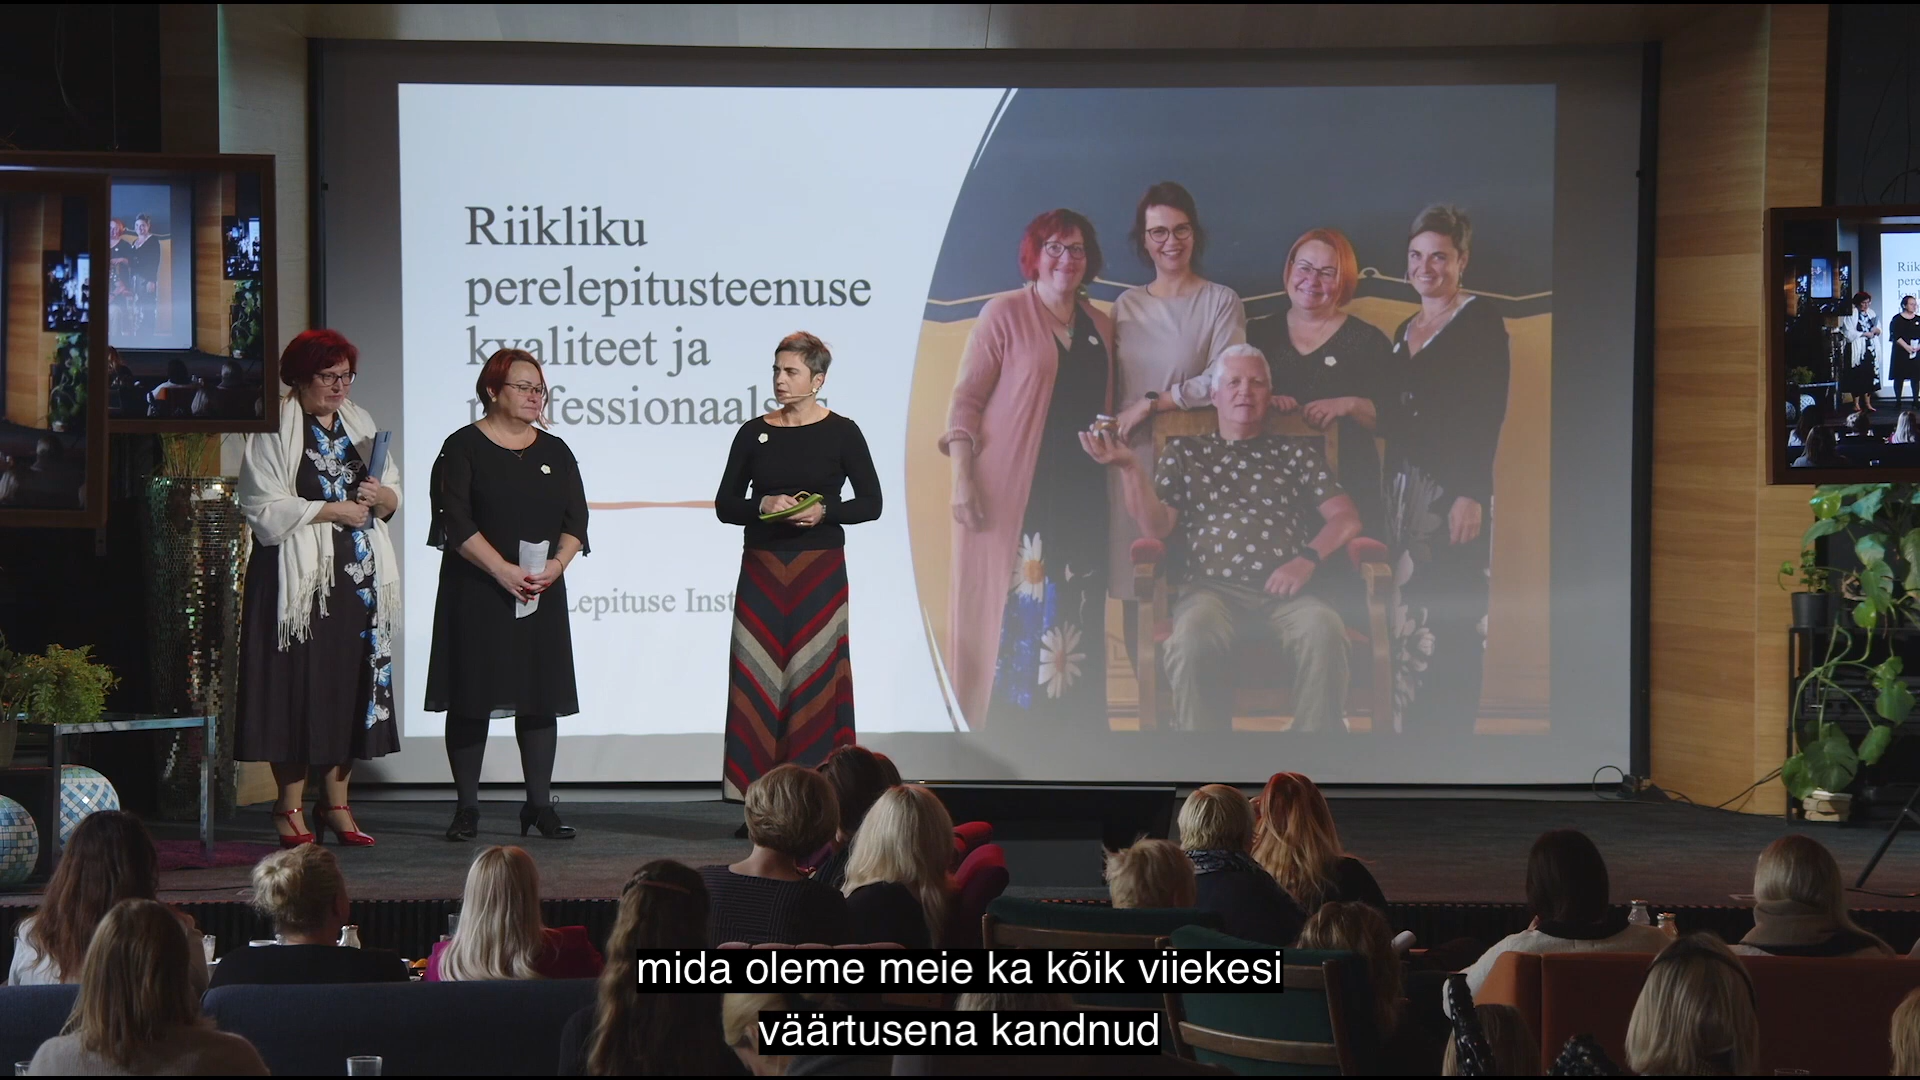 Riikliku
perelepitusteenuse
kvaliteet ja
Lepituse Inst
mida oleme meie ka kõik viiekesi
väärtusena kandnud